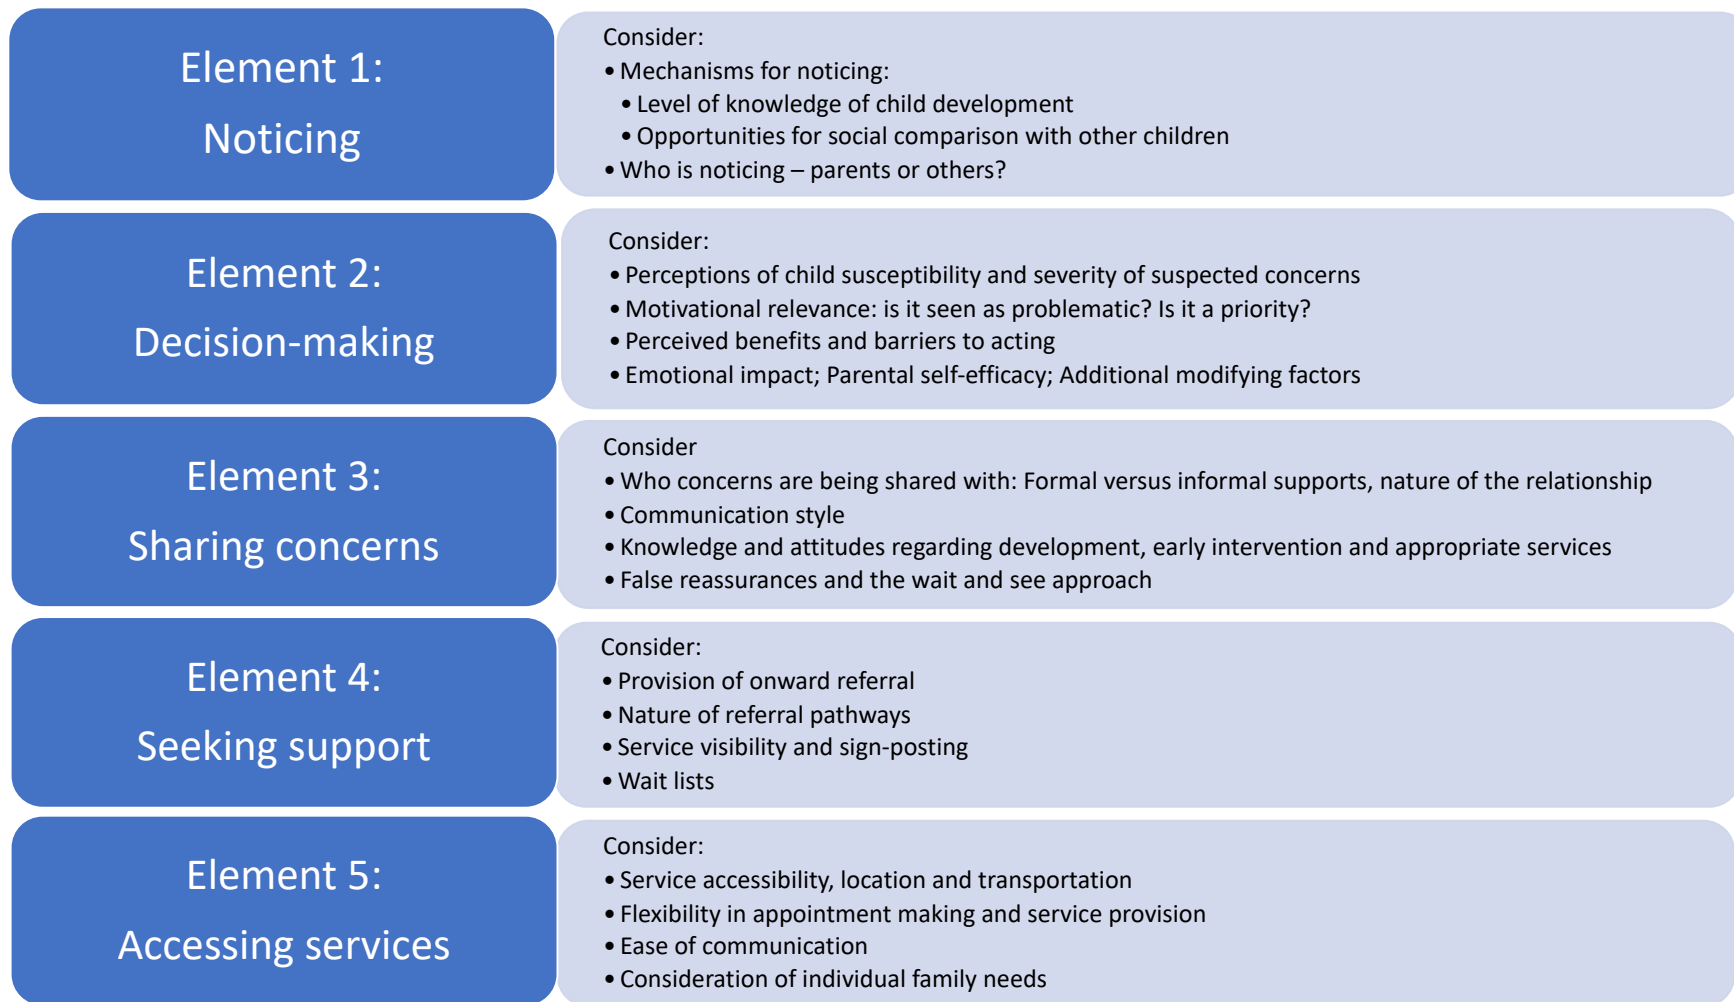 Element 1:
Noticing
Consider:
• Mechanisms for noticing:
• Level of knowledge of child development
• Opportunities for social comparison with other children
• Who is noticing – parents or others?
Element 2:
Decision-making
Consider:
• Perceptions of child susceptibility and severity of suspected concerns
• Motivational relevance: is it seen as problematic? Is it a priority?
• Perceived benefits and barriers to acting
• Emotional impact; Parental self-efficacy; Additional modifying factors
Element 3:
Sharing concerns
Consider
• Who concerns are being shared with: Formal versus informal supports, nature of the relationship
• Communication style
• Knowledge and attitudes regarding development, early intervention and appropriate services
• False reassurances and the wait and see approach
Element 4:
Seeking support
Consider:
• Provision of onward referral
• Nature of referral pathways
• Service visibility and sign-posting
• Wait lists
Element 5:
Accessing services
Consider:
• Service accessibility, location and transportation
• Flexibility in appointment making and service provision
• Ease of communication
• Consideration of individual family needs